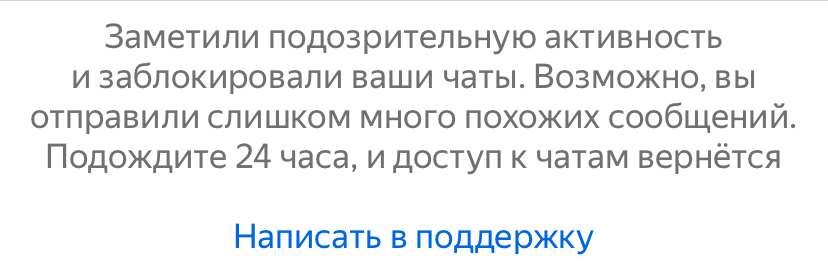 Заметили подозрительную активность
и заблокировали ваши чаты. Возможно, вы
отправили слишком много похожих сообщений.
Подождите 24 часа, и доступ к чатам вернётся
Написать в поддержку